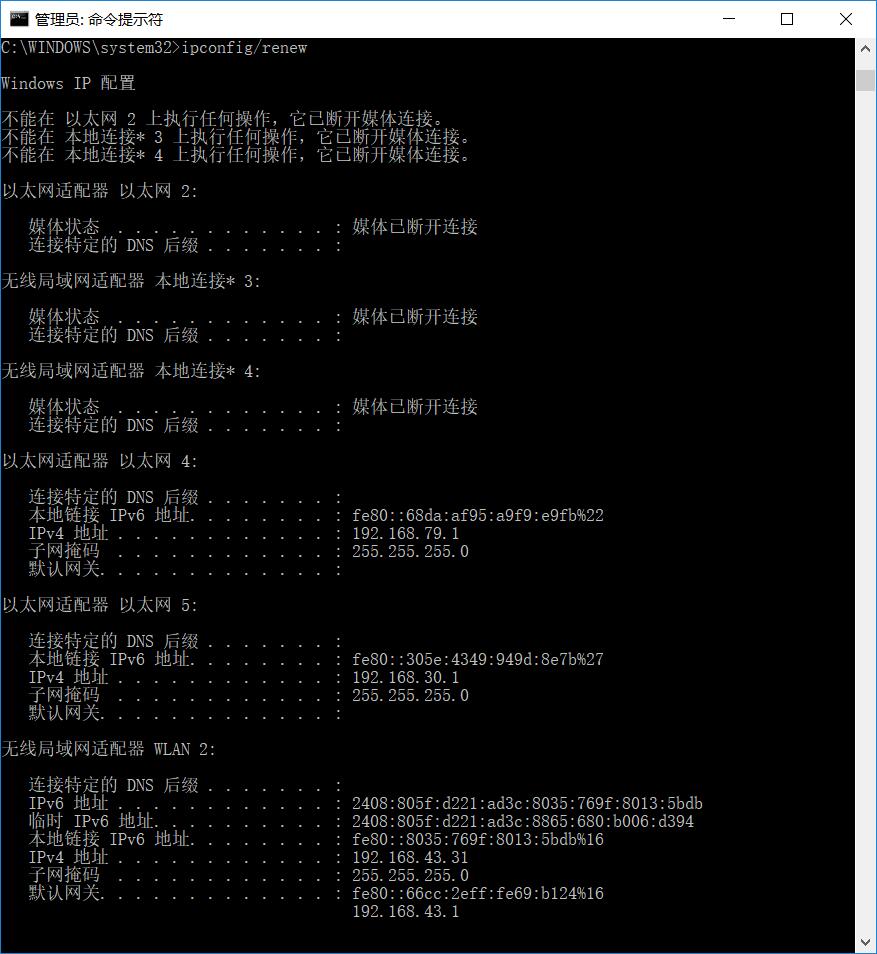 管理员: 命令提示符
C:\WINDOWS\system32>ipconfig/renew
Windows IP 配置
不能在 以太网 2 上执行任何操作，它已断开媒体连接。
不能在 本地连接* 3 上执行任何操作，它已断开媒体连接。
不能在 本地连接* 4 上执行任何操作，它已断开媒体连接。
以太网适配器 以太网 2:
媒体状态  . . . . . . . . . . . . : 媒体已断开连接
连接特定的 DNS 后缀 . . . . . . . :
无线局域网适配器 本地连接* 3:
媒体状态  . . . . . . . . . . . . : 媒体已断开连接
连接特定的 DNS 后缀 . . . . . . . :
无线局域网适配器 本地连接* 4:
媒体状态  . . . . . . . . . . . . : 媒体已断开连接
连接特定的 DNS 后缀 . . . . . . . :
以太网适配器 以太网 4:
连接特定的 DNS 后缀 . . . . . . . :
本地链接 IPv6 地址. . . . . . . . : fe80::68da:af95:a9f9:e9fb%22
IPv4 地址 . . . . . . . . . . . . : 192.168.79.1
子网掩码  . . . . . . . . . . . . : 255.255.255.0
默认网关. . . . . . . . . . . . . :
以太网适配器 以太网 5:
连接特定的 DNS 后缀 . . . . . . . :
本地链接 IPv6 地址. . . . . . . . : fe80::305e:4349:949d:8e7b%27
IPv4 地址 . . . . . . . . . . . . : 192.168.30.1
子网掩码  . . . . . . . . . . . . : 255.255.255.0
默认网关. . . . . . . . . . . . . :
无线局域网适配器 WLAN 2:
连接特定的 DNS 后缀 . . . . . . . :
IPv6 地址 . . . . . . . . . . . . : 2408:805f:d221:ad3c:8035:769f:8013:5bdb
临时 IPv6 地址. . . . . . . . . . : 2408:805f:d221:ad3c:8865:680:b006:d394
本地链接 IPv6 地址. . . . . . . . : fe80::8035:769f:8013:5bdb%16
IPv4 地址 . . . . . . . . . . . . : 192.168.43.31
子网掩码  . . . . . . . . . . . . : 255.255.255.0
默认网关. . . . . . . . . . . . . : fe80::66cc:2eff:fe69:b124%16
192.168.43.1